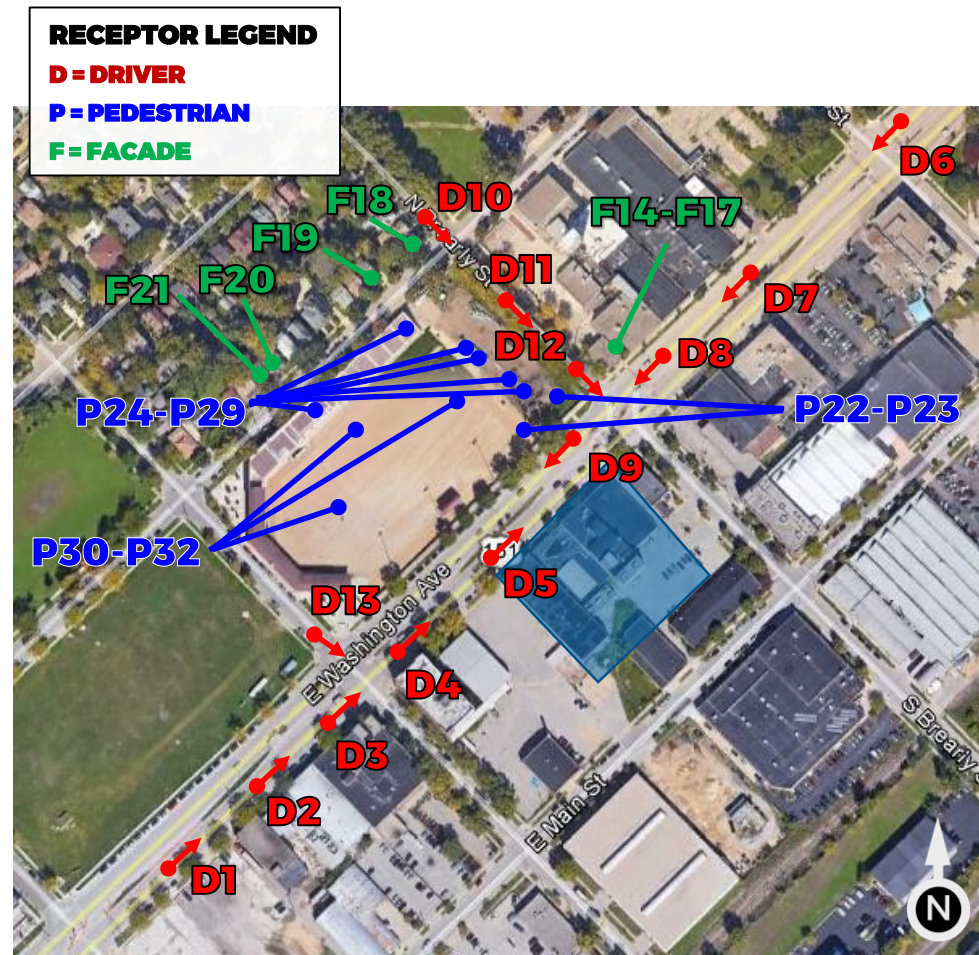 RECEPTOR LEGEND
D = DRIVER
P = PEDESTRIAN
F = FACADE
St
D6
F18
D10
F14-F17
N Brearly St
F19
F20
F21
D11
D7
D12
D8
P24-P29
P22-P23
D9
P30-P32
151
D5
D13
E Washington Ave
D4
D3
S Brearly
D2
E Main St
D1
N